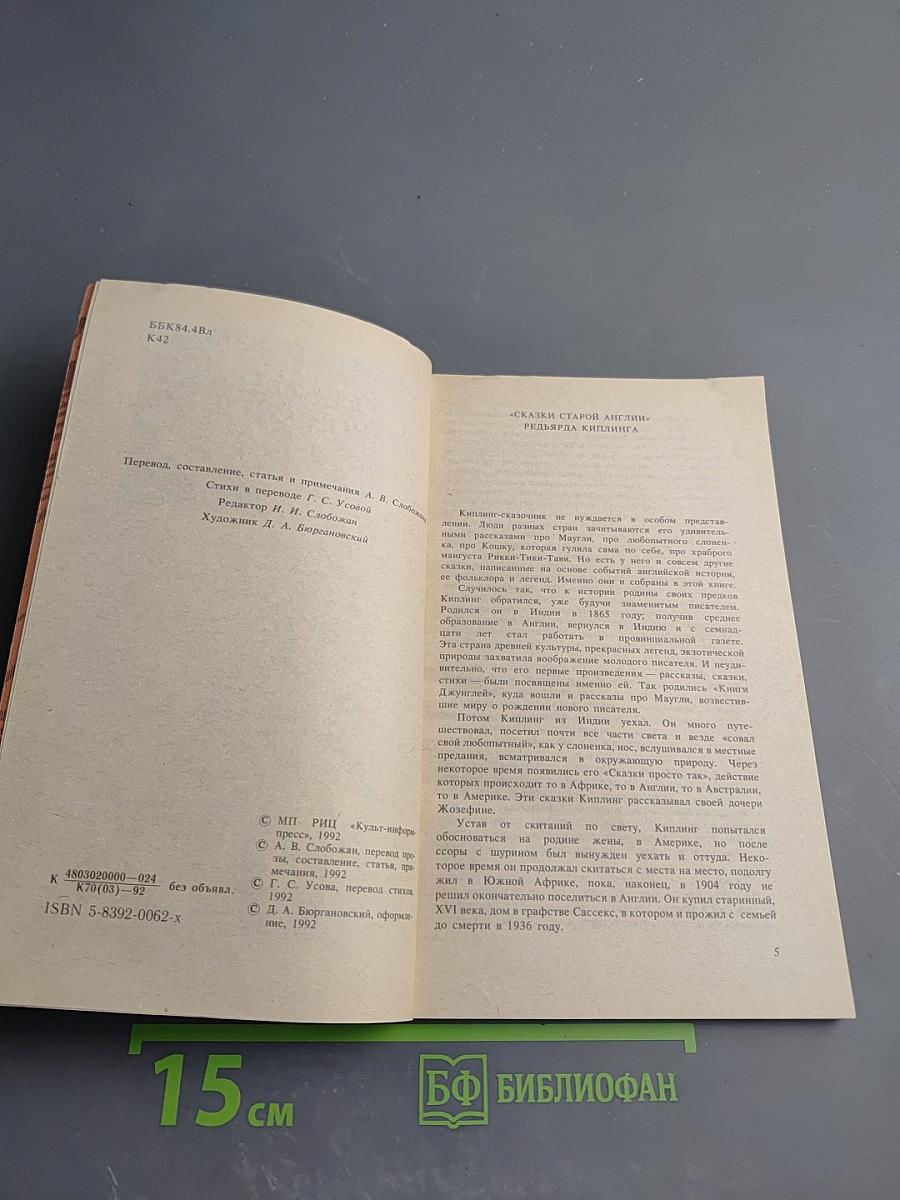 ББК84.4Вл
К42
Перевод, составление, статья и примечания А. В. Слобожана
Стихи в переводе Г. С. Усовой
Редактор И. И. Слобожан
Художник Д. А. Бюргановский
© МП РИЦ «Культ-информ-
пресс», 1992
© А. В. Слобожан, перевод про-
зы, составление, статья, при-
мечания, 1992
© Г. С. Усова, перевод стихов,
1992
© Д. А. Бюргановский, оформле-
ние, 1992
К 4803020000—024
К70(03)—92 без объявл.
ISBN 5-8392-0062-х
«СКАЗКИ СТАРОЙ АНГЛИИ»
РЕДЬЯРДА КИПЛИНГА
Киплинг-сказочник не нуждается в особом представ-
лении. Люди разных стран зачитываются его удивитель-
ными рассказами про Маугли, про любопытного слонен-
ка, про Кошку, которая гуляла сама по себе, про храброго
мангуста Рикки-Тики-Тави. Но есть у него и совсем другие
сказки, написанные на основе событий английской истории,
ее фольклора и легенд. Именно они и собраны в этой книге.
Случилось так, что к истории родины своих предков
Киплинг обратился, уже будучи знаменитым писателем.
Родился он в Индии в 1865 году; получив среднее
образование в Англии, вернулся в Индию и с семнад-
цати лет стал работать в провинциальной газете.
Эта страна древней культуры, прекрасных легенд, экзотической
природы захватила воображение молодого писателя. И неуди-
вительно, что его первые произведения — рассказы, сказки,
стихи — были посвящены именно ей. Так родились «Книги
Джунглей», куда вошли и рассказы про Маугли, возвестив-
шие миру о рождении нового писателя.
Потом Киплинг из Индии уехал. Он много путе-
шествовал, посетил почти все части света и везде «совал
свой любопытный», как у слоненка, нос, вслушивался в местные
предания, всматривался в окружающую природу. Через
некоторое время появились его «Сказки просто так», действие
которых происходит то в Африке, то в Англии, то в Австралии,
то в Америке. Эти сказки Киплинг рассказывал своей дочери
Жозефине.
Устав от скитаний по свету, Киплинг попытался
обосноваться на родине жены, в Америке, но после
ссоры с шурином был вынужден уехать и оттуда. Неко-
торое время он продолжал скитаться с места на место, подолгу
жил в Южной Африке, пока, наконец, в 1904 году не
решил окончательно поселиться в Англии. Он купил старинный,
XVI века, дом в графстве Сассекс, в котором и прожил с семьей
до смерти в 1936 году.
5
15 см
БФ БИБЛИОФАН